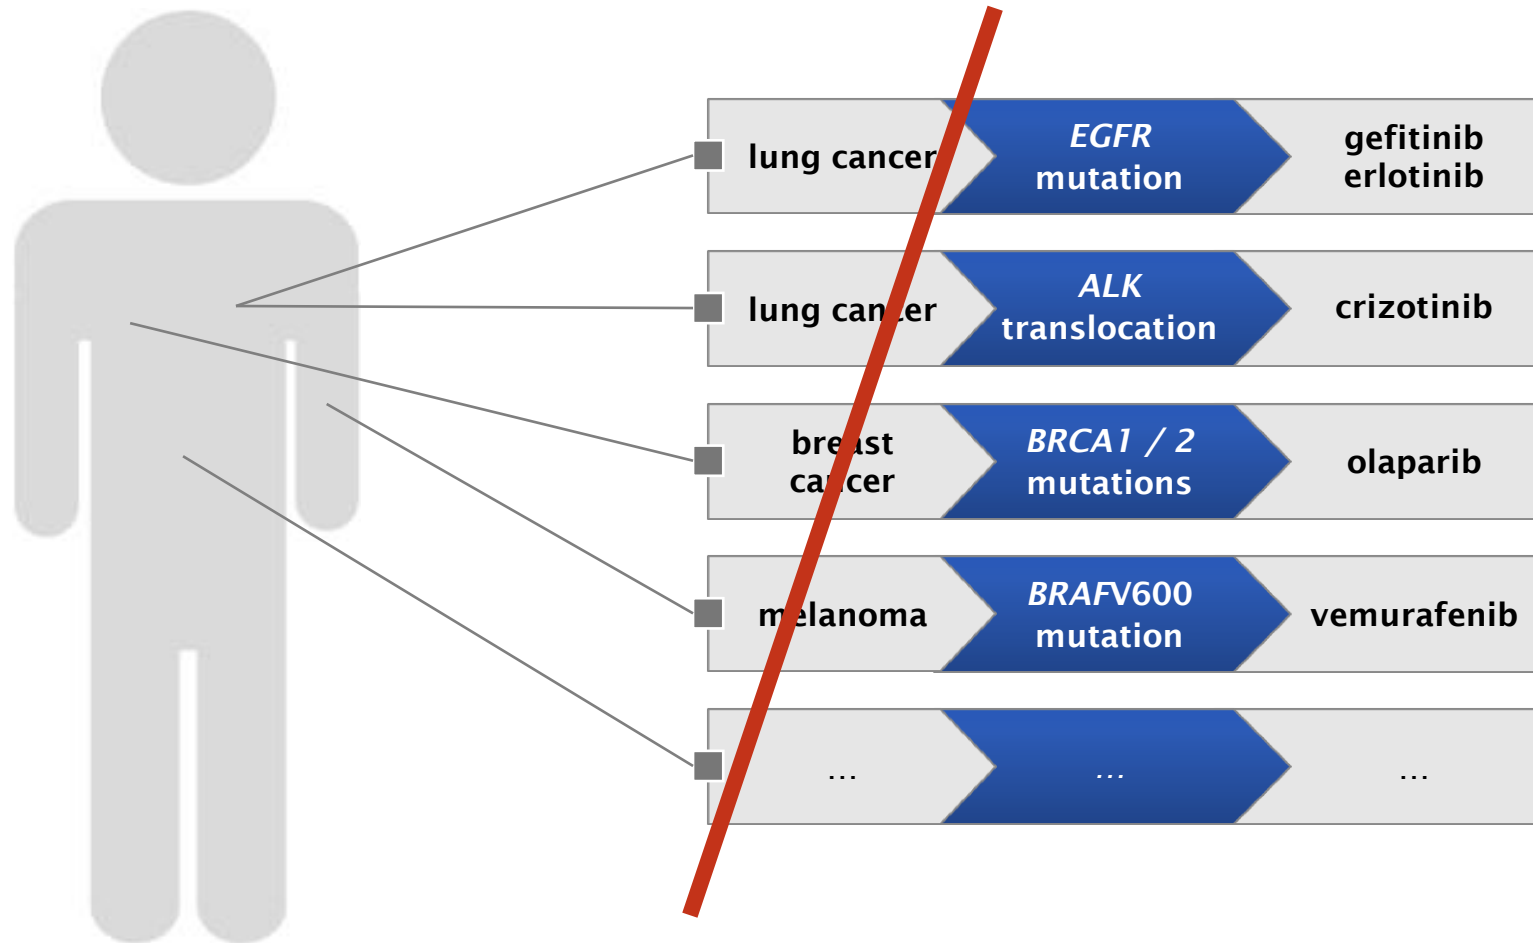 lung cancer
EGFR
mutation
gefitinib
erlotinib
lung cancer
ALK
translocation
crizotinib
breast
cancer
BRCA1 / 2
mutations
olaparib
melanoma
BRAFV600
mutation
vemurafenib
...
...
...